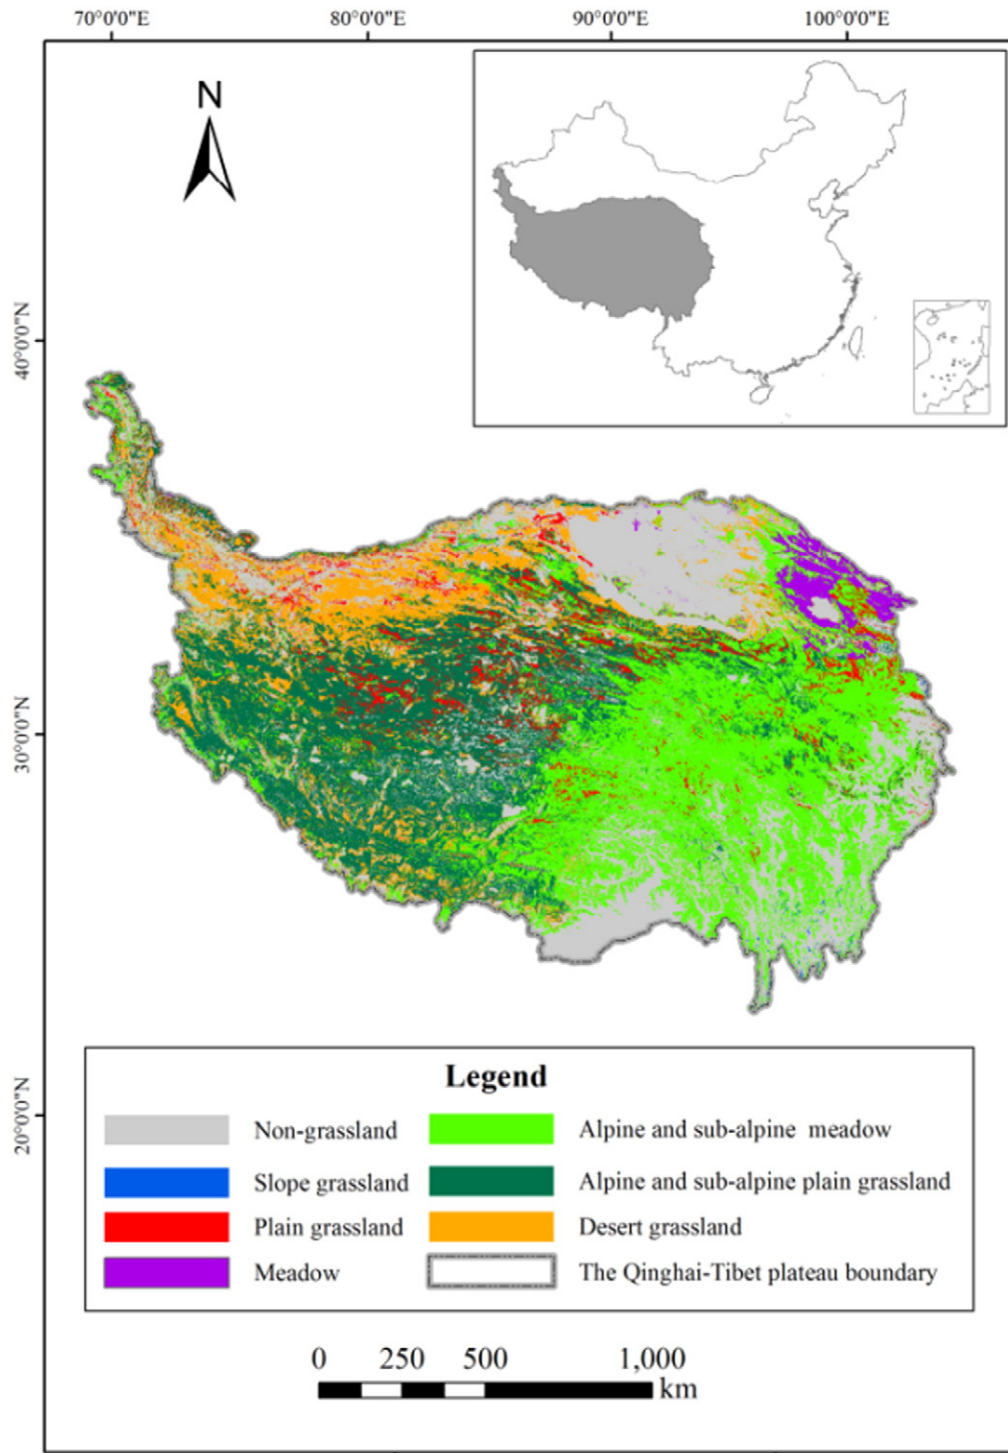 70°0'0"E 80°0'0"E 90°0'0"E 100°0'0"E
N
40°0'0"N
30°0'0"N
20°0'0"N
Legend
Non-grassland Alpine and sub-alpine meadow
Slope grassland Alpine and sub-alpine plain grassland
Plain grassland Desert grassland
Meadow The Qinghai-Tibet plateau boundary
0 250 500 1,000
km